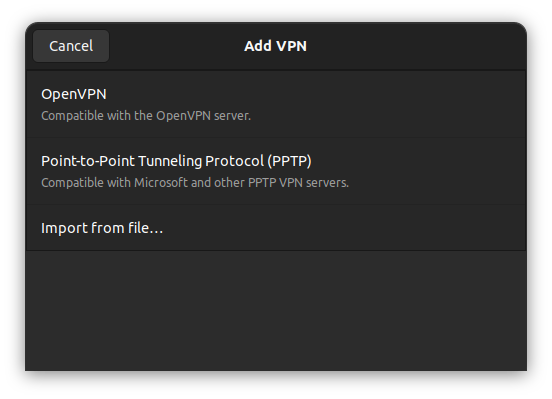 Cancel
Add VPN
OpenVPN
Compatible with the OpenVPN server.
Point-to-Point Tunneling Protocol (PPTP)
Compatible with Microsoft and other PPTP VPN servers.
Import from file…